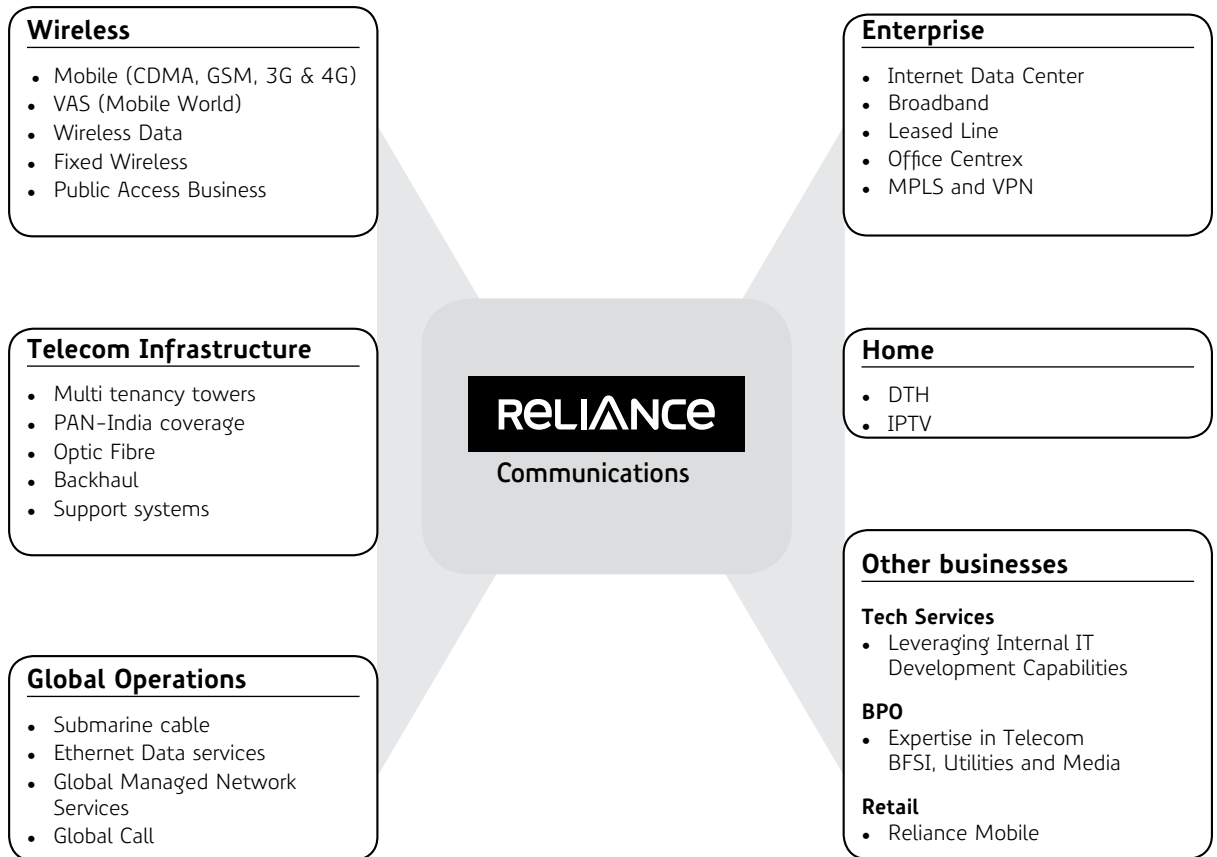 Wireless
• Mobile (CDMA, GSM, 3G & 4G)
• VAS (Mobile World)
• Wireless Data
• Fixed Wireless
• Public Access Business
Telecom Infrastructure
• Multi tenancy towers
• PAN-India coverage
• Optic Fibre
• Backhaul
• Support systems
Global Operations
• Submarine cable
• Ethernet Data services
• Global Managed Network
Services
• Global Call
RELIANCE
Communications
Enterprise
• Internet Data Center
• Broadband
• Leased Line
• Office Centrex
• MPLS and VPN
Home
• DTH
• IPTV
Other businesses
Tech Services
• Leveraging Internal IT
Development Capabilities
BPO
• Expertise in Telecom
BFSI, Utilities and Media
Retail
• Reliance Mobile